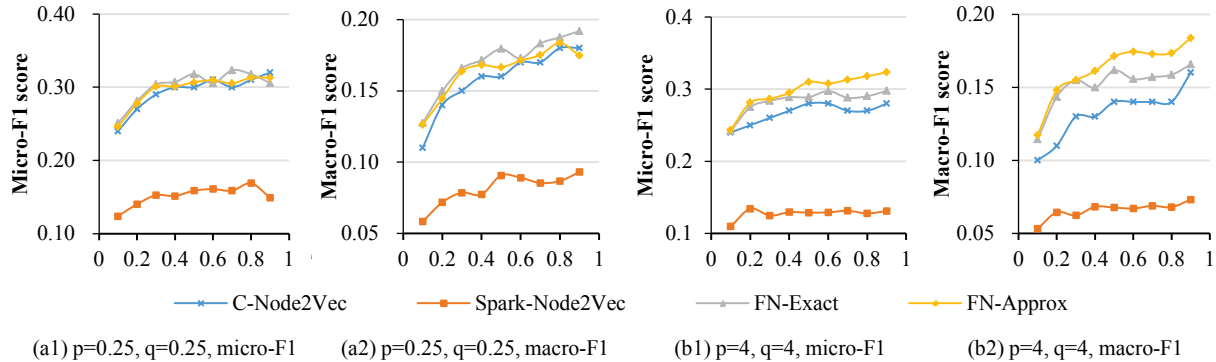 Micro-F1 score
0.40
0.30
0.20
0.10
0 0.2 0.4 0.6 0.8 1
Macro-F1 score
0.20
0.15
0.10
0.05
0 0.2 0.4 0.6 0.8 1
Micro-F1 score
0.4
0.3
0.2
0.1
0 0.2 0.4 0.6 0.8 1
Macro-F1 score
0.20
0.15
0.10
0.05
0 0.2 0.4 0.6 0.8 1
C-Node2Vec Spark-Node2Vec FN-Exact FN-Approx
(a1) p=0.25, q=0.25, micro-F1 (a2) p=0.25, q=0.25, macro-F1 (b1) p=4, q=4, micro-F1 (b2) p=4, q=4, macro-F1